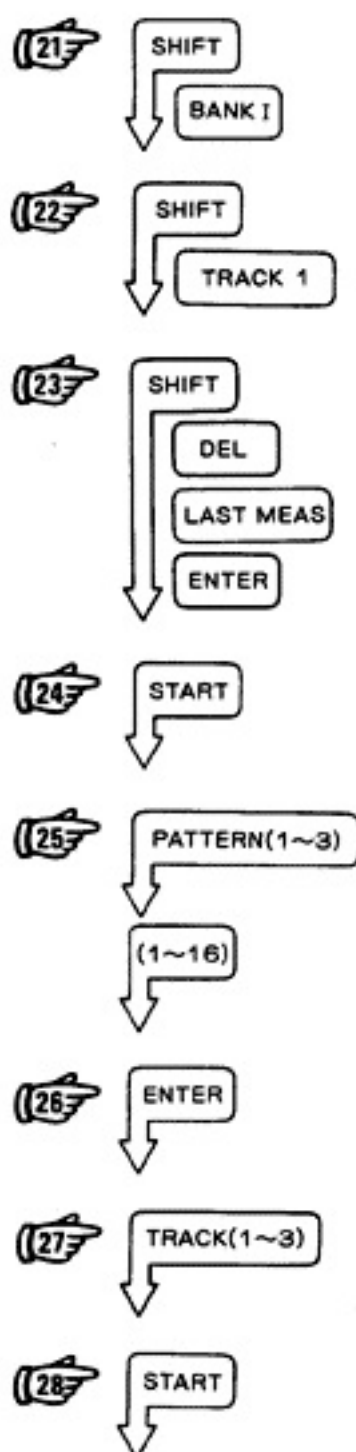 21 SHIFT
BANK I
22 SHIFT
TRACK 1
23 SHIFT
DEL
LAST MEAS
ENTER
24 START
25 PATTERN(1~3)
(1~16)
26 ENTER
27 TRACK(1~3)
28 START